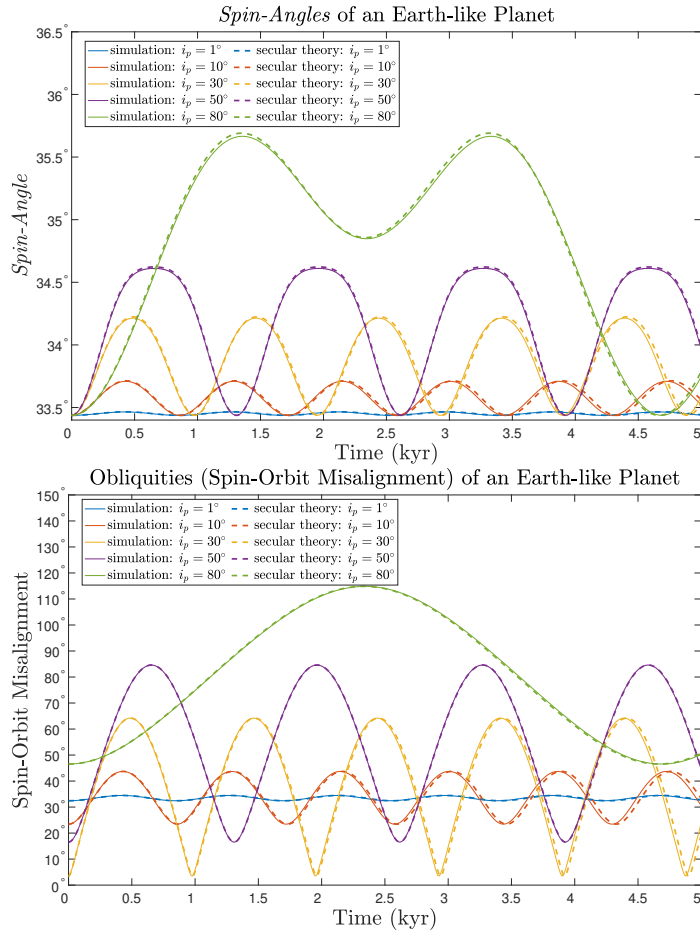 Spin-Angles of an Earth-like Planet
36.5°
36°
35.5°
35°
34.5°
34°
33.5°
Spin-Angle
simulation: i_p = 1° secular theory: i_p = 1°
simulation: i_p = 10° secular theory: i_p = 10°
simulation: i_p = 30° secular theory: i_p = 30°
simulation: i_p = 50° secular theory: i_p = 50°
simulation: i_p = 80° secular theory: i_p = 80°
0 0.5 1 1.5 2 2.5 3 3.5 4 4.5 5
Time (kyr)
Obliquities (Spin-Orbit Misalignment) of an Earth-like Planet
150°
140°
130°
120°
110°
100°
90°
80°
70°
60°
50°
40°
30°
20°
10°
0°
Spin-Orbit Misalignment
simulation: i_p = 1° secular theory: i_p = 1°
simulation: i_p = 10° secular theory: i_p = 10°
simulation: i_p = 30° secular theory: i_p = 30°
simulation: i_p = 50° secular theory: i_p = 50°
simulation: i_p = 80° secular theory: i_p = 80°
0 0.5 1 1.5 2 2.5 3 3.5 4 4.5 5
Time (kyr)